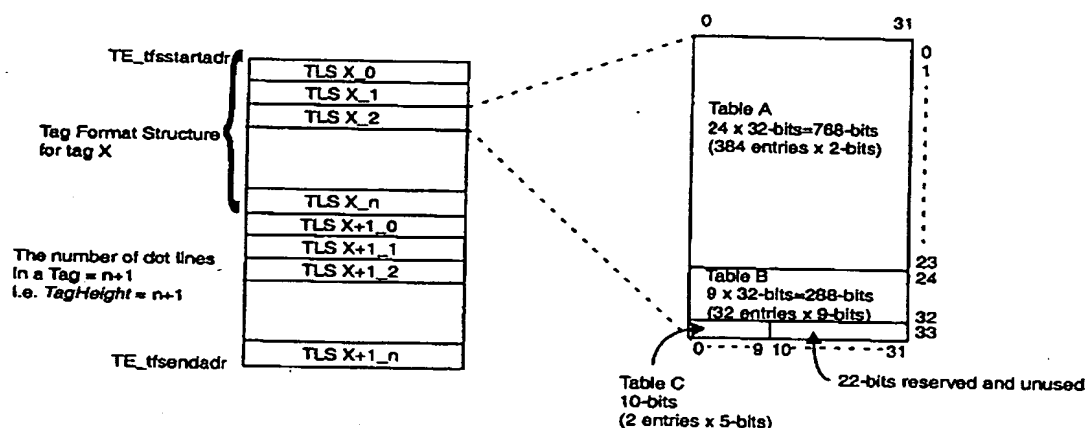 TE_tfsstartadr
TLS X_0
TLS X_1
TLS X_2
Tag Format Structure
for tag X
TLS X_n
TLS X+1_0
TLS X+1_1
TLS X+1_2
The number of dot lines
in a Tag = n+1
i.e. TagHeight = n+1
TLS X+1_n
TE_tfsendadr
0 31
0
1
Table A
24 x 32-bits=768-bits
(384 entries x 2-bits)
23
24
Table B
9 x 32-bits=288-bits
(32 entries x 9-bits)
32
33
0 9 10 31
Table C
10-bits
(2 entries x 5-bits)
22-bits reserved and unused